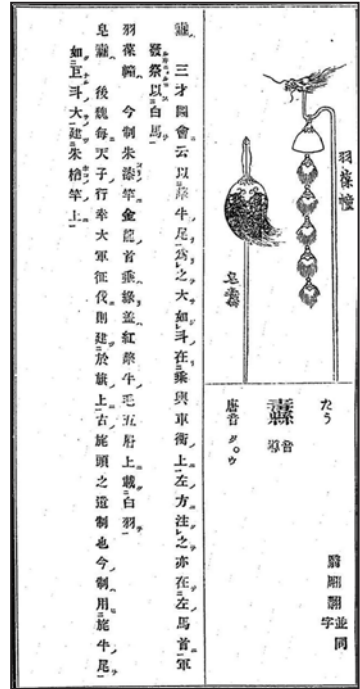 羽葆幢
皂纛
たう
纛
音導
唐音 タ゚ウ
翢翿並同字
纛 三才圖會云以犛牛尾爲之大如斗在乘輿車衡上左方注之亦在左馬首軍
發祭以白馬
羽葆幢 今制朱漆竿金龍首垂綠蓋紅犛牛毛五層上載白羽
皂纛 後魏每天子行幸大軍征伐則建於旗上古旄頭之遺制也今制用旄牛尾
如巨斗大建朱槍竿上